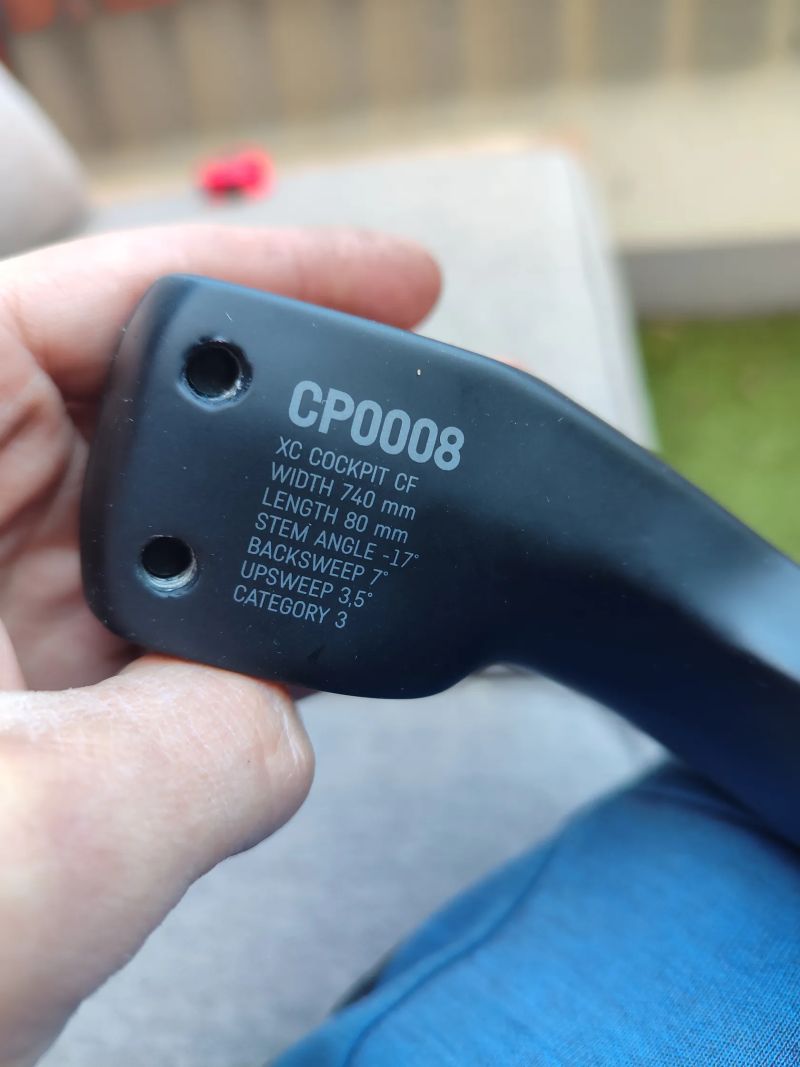 CP0008
XC COCKPIT CF
WIDTH 740 mm
LENGTH 80 mm
STEM ANGLE -17°
BACKSWEEP 7°
UPSWEEP 3,5°
CATEGORY 3